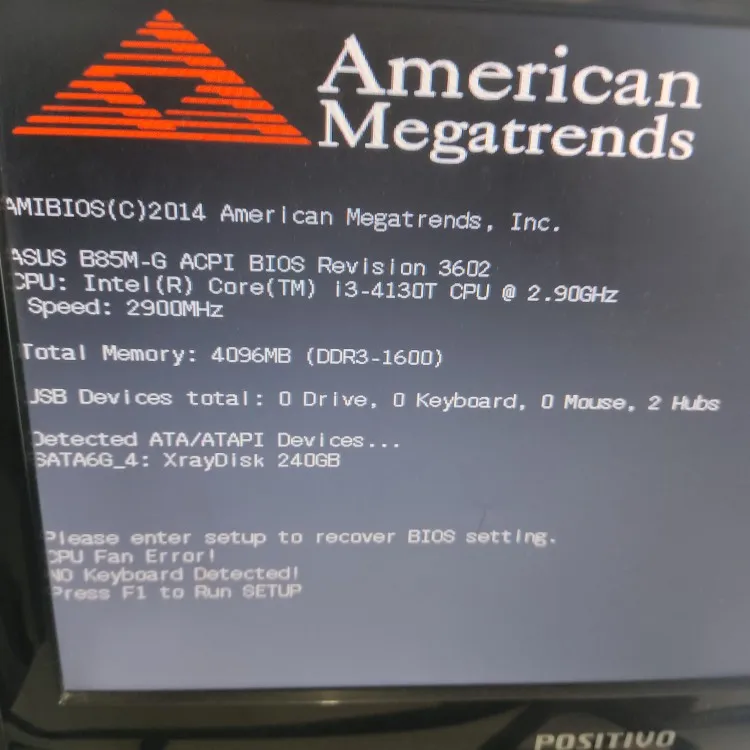 American
Megatrends
AMIBIOS(C)2014 American Megatrends, Inc.
ASUS B85M-G ACPI BIOS Revision 3602
CPU: Intel(R) Core(TM) i3-4130T CPU @ 2.90GHz
Speed: 2900MHz
Total Memory: 4096MB (DDR3-1600)
USB Devices total: 0 Drive, 0 Keyboard, 0 Mouse, 2 Hubs
Detected ATA/ATAPI Devices...
SATA6G_4: XrayDisk 240GB
Please enter setup to recover BIOS setting.
CPU Fan Error!
NO Keyboard Detected!
Press F1 to Run SETUP
POSITIVO